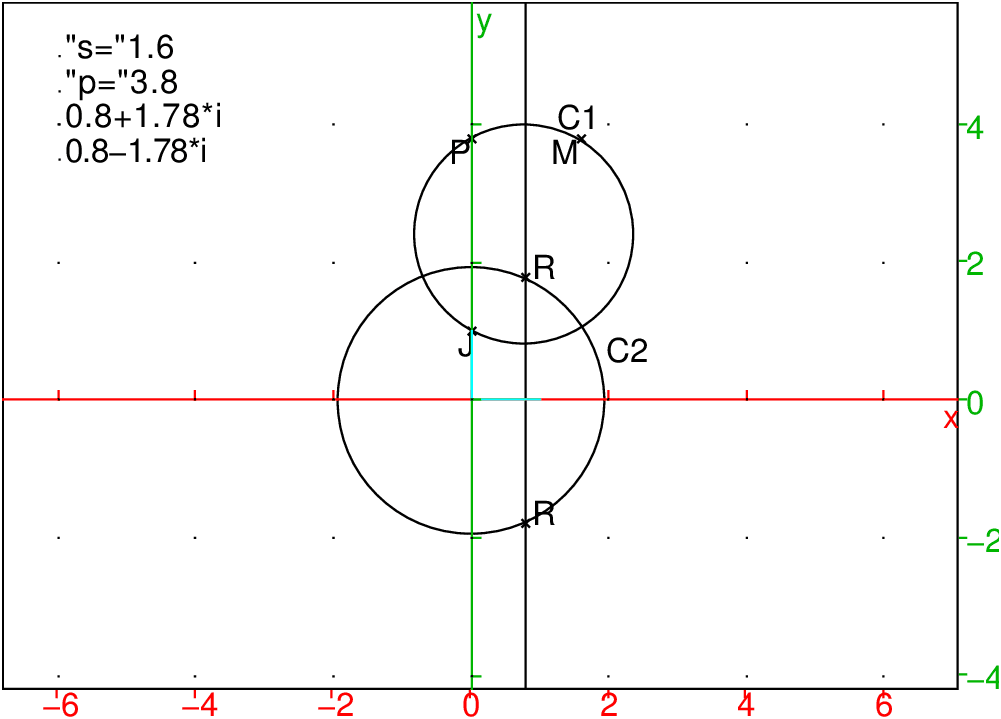 ."s="1.6
."p="3.8
.0.8+1.78*i
.0.8−1.78*i
y
C1
P
M
4
2
R
J
C2
0
x
R
−2
−4
−6
−4
−2
0
2
4
6